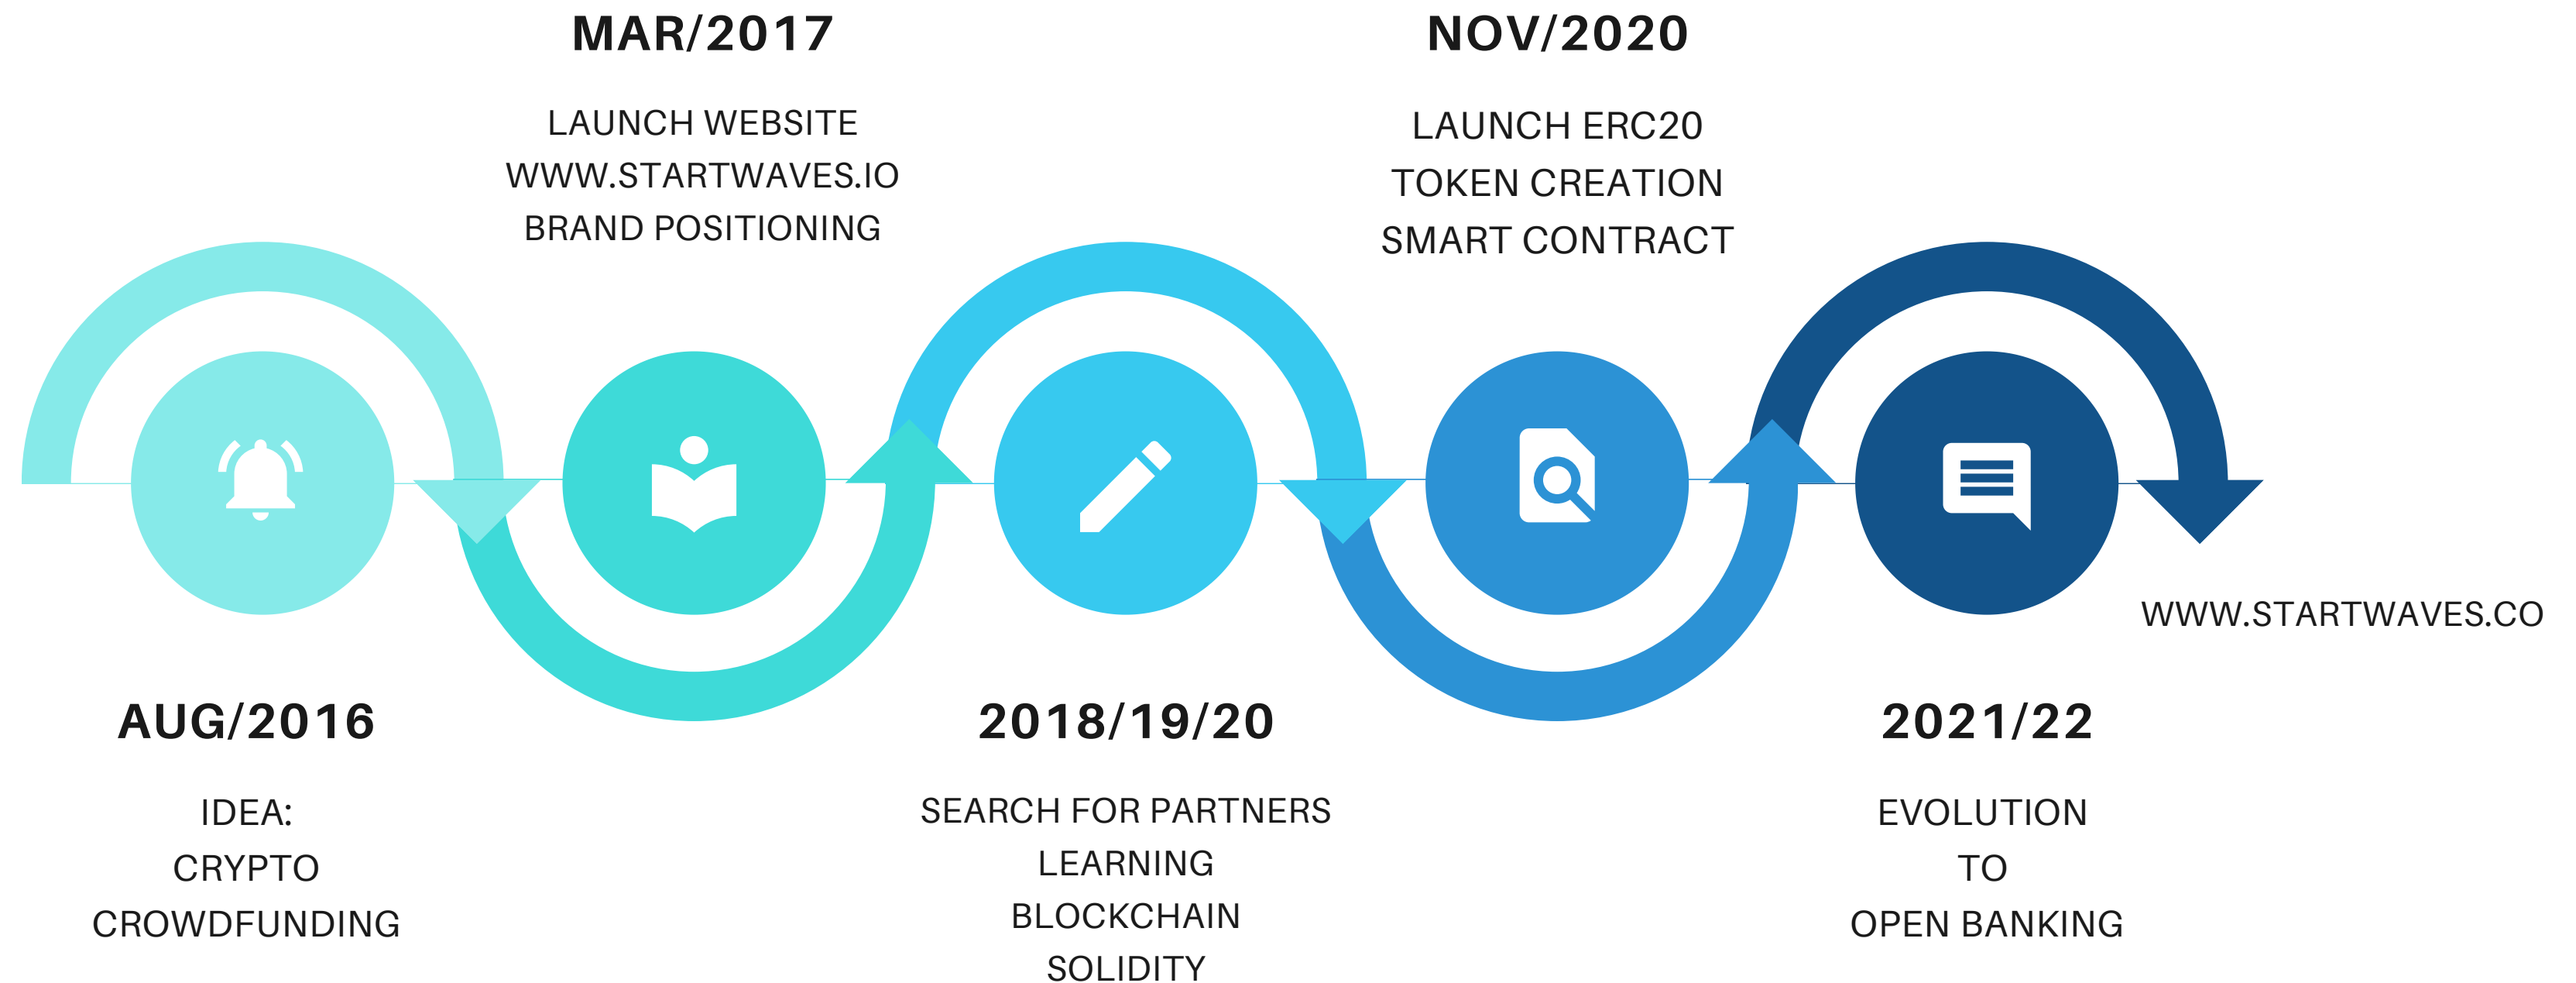 MAR/2017
LAUNCH WEBSITE
WWW.STARTWAVES.IO
BRAND POSITIONING
NOV/2020
LAUNCH ERC20
TOKEN CREATION
SMART CONTRACT
WWW.STARTWAVES.CO
AUG/2016
IDEA:
CRYPTO
CROWDFUNDING
2018/19/20
SEARCH FOR PARTNERS
LEARNING
BLOCKCHAIN
SOLIDITY
2021/22
EVOLUTION
TO
OPEN BANKING